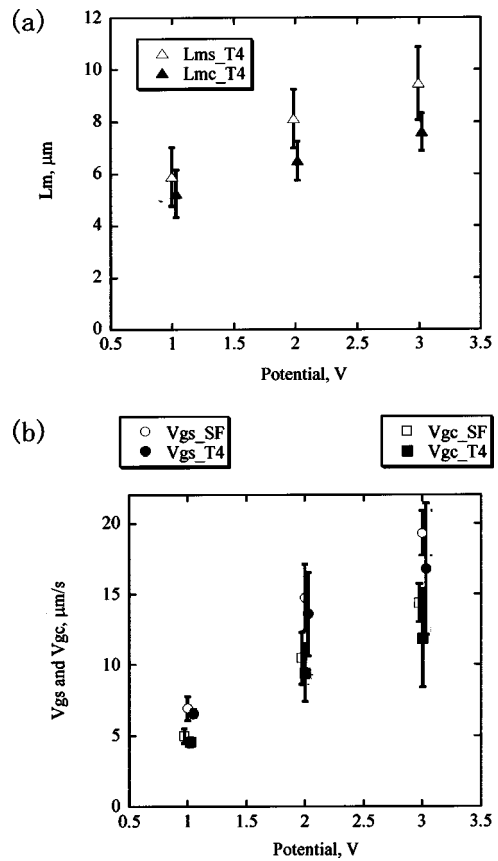 (a)
12
10
8
6
4
2
0
Lm, μm
Lms_T4
Lmc_T4
0.5 1 1.5 2 2.5 3 3.5
Potential, V
(b)
Vgs_SF
Vgs_T4
Vgc_SF
Vgc_T4
20
15
10
5
0
Vgs and Vgc, μm/s
0.5 1 1.5 2 2.5 3 3.5
Potential, V